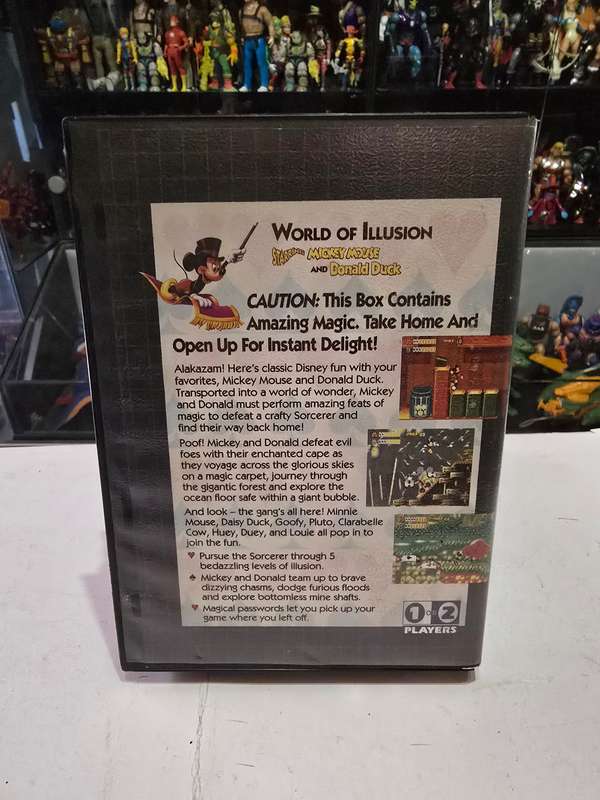 WORLD OF ILLUSION
STARRING MICKEY MOUSE
AND DONALD DUCK
CAUTION: This Box Contains
Amazing Magic. Take Home And
Open Up For Instant Delight!
Alakazam! Here's classic Disney fun with your
favorites, Mickey Mouse and Donald Duck.
Transported into a world of wonder, Mickey
and Donald must perform amazing feats of
magic to defeat a crafty Sorcerer and
find their way back home!
Poof! Mickey and Donald defeat evil
foes with their enchanted cape as
they voyage across the glorious skies
on a magic carpet, journey through
the gigantic forest and explore the
ocean floor safe within a giant bubble.
And look – the gang's all here! Minnie
Mouse, Daisy Duck, Goofy, Pluto, Clarabelle
Cow, Huey, Duey, and Louie all pop in to
join the fun.
♥ Pursue the Sorcerer through 5
bedazzling levels of illusion.
♠ Mickey and Donald team up to brave
dizzying chasms, dodge furious floods
and explore bottomless mine shafts.
♥ Magical passwords let you pick up your
game where you left off.
1 OR 2
PLAYERS